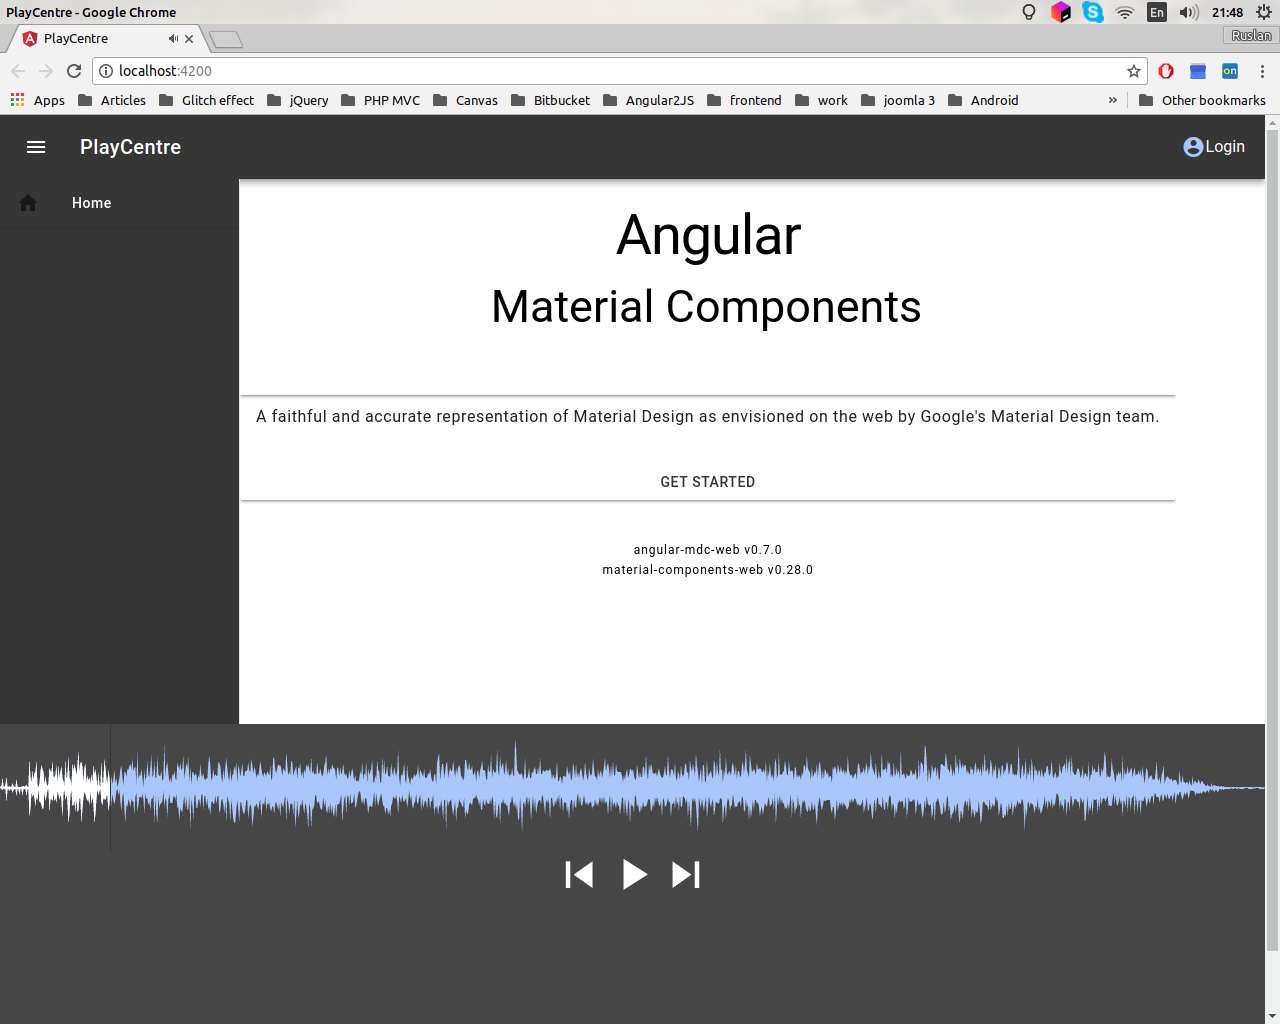 PlayCentre - Google Chrome
En
21:48
PlayCentre
Ruslan
localhost:4200
on
Apps
Articles
Glitch effect
jQuery
PHP MVC
Canvas
Bitbucket
Angular2JS
frontend
work
joomla 3
Android
»
Other bookmarks
PlayCentre
Login
Home
Angular
Material Components
A faithful and accurate representation of Material Design as envisioned on the web by Google's Material Design team.
GET STARTED
angular-mdc-web v0.7.0
material-components-web v0.28.0